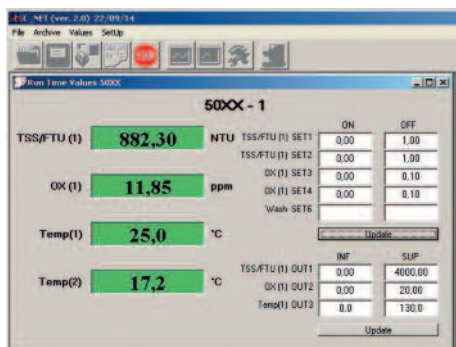 _NET (ver. 2.0) 22/09/14
File Archive Values SetUp
Run Time Values 50XX
50XX - 1
ON OFF
TSS/FTU (1) 882,30 NTU TSS/FTU (1) SET1 0,00 1,00
TSS/FTU (1) SET2 0,00 1,00
OX (1) 11,85 ppm OX (1) SET3 0,00 0,10
OX (1) SET4 0,00 0,10
Wash SET6
Temp(1) 25,0 °C Update
INF SUP
Temp(2) 17,2 °C TSS/FTU (1) OUT1 0,00 4000,00
OX (1) OUT2 0,00 20,00
Temp(1) OUT3 0.0 130,0
Update